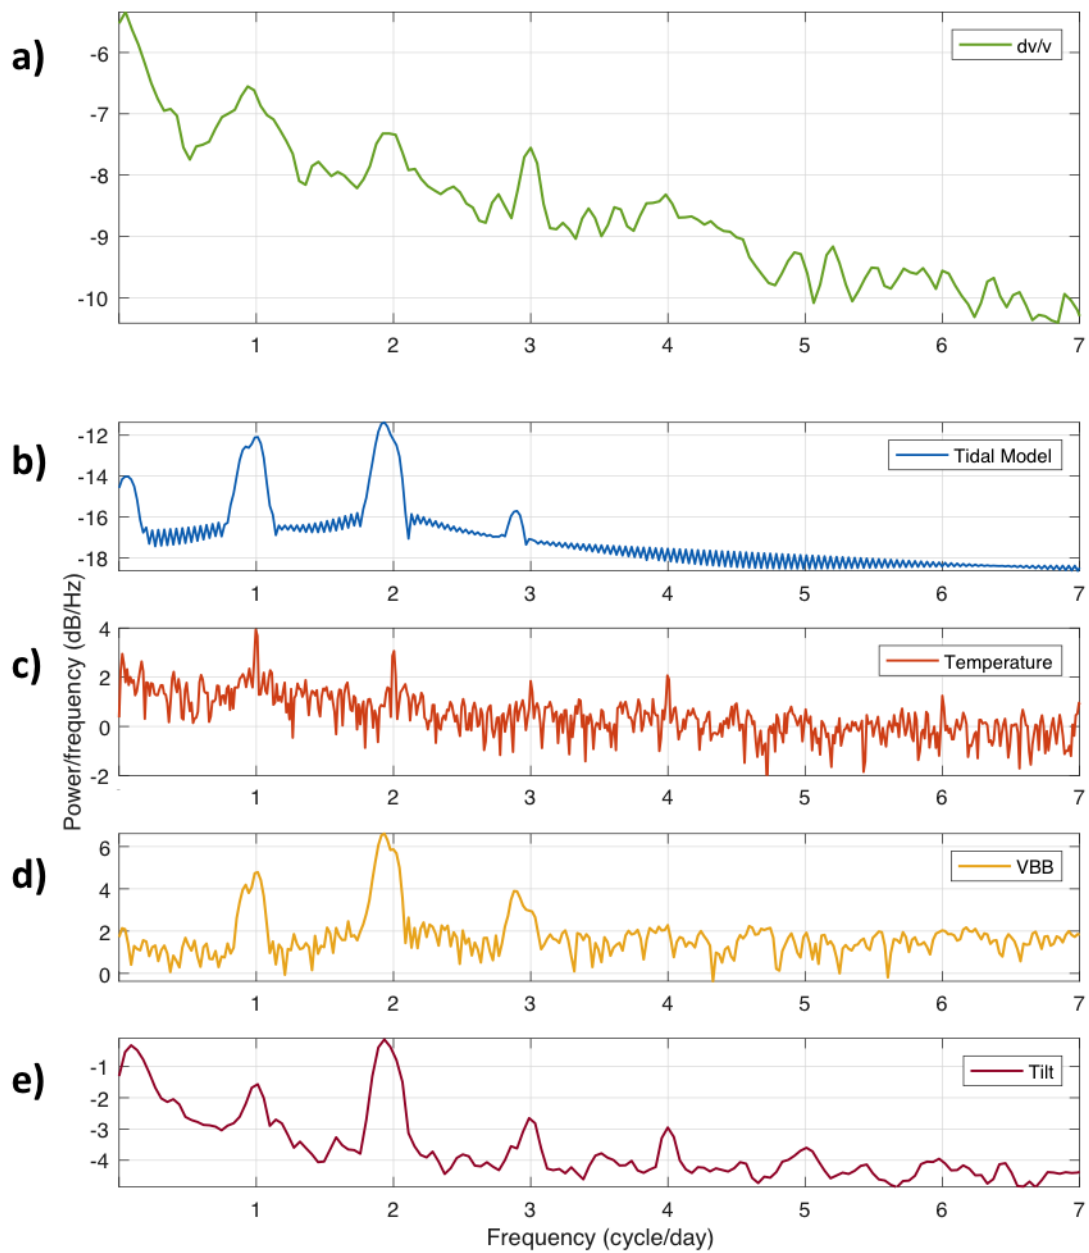 a)
-6
-7
-8
-9
-10
dv/v
1 2 3 4 5 6 7
b)
-12
-14
-16
-18
Tidal Model
1 2 3 4 5 6 7
Power/frequency (dB/Hz)
c)
4
2
0
-2
Temperature
1 2 3 4 5 6 7
d)
6
4
2
0
VBB
1 2 3 4 5 6 7
e)
-1
-2
-3
-4
Tilt
1 2 3 4 5 6 7
Frequency (cycle/day)